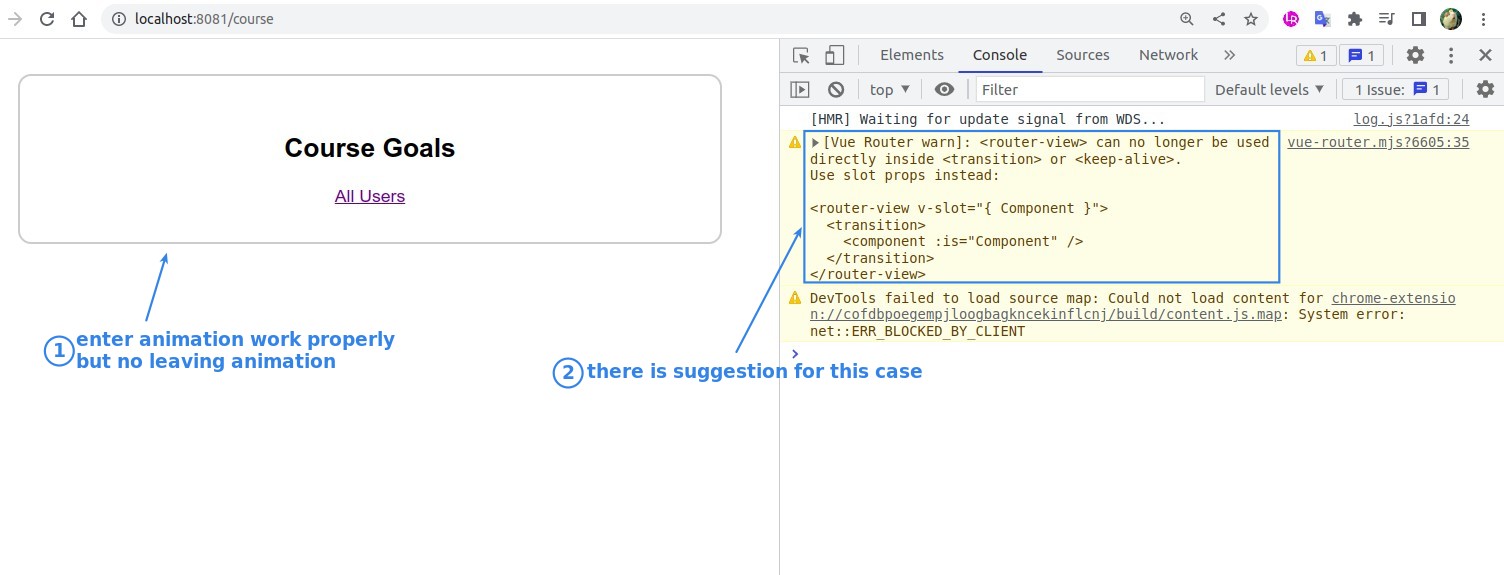 localhost:8081/course
Course Goals
All Users
1 enter animation work properly
but no leaving animation
Elements Console Sources Network » 1 1
top ▼ Filter Default levels ▼ 1 Issue: 1
[HMR] Waiting for update signal from WDS... log.js?1afd:24
▶[Vue Router warn]: <router-view> can no longer be used vue-router.mjs?6605:35
directly inside <transition> or <keep-alive>.
Use slot props instead:
<router-view v-slot="{ Component }">
  <transition>
    <component :is="Component" />
  </transition>
</router-view>
DevTools failed to load source map: Could not load content for chrome-extensio
n://cofdbpoegempjloogbagkncekinflcnj/build/content.js.map: System error:
net::ERR_BLOCKED_BY_CLIENT
2 there is suggestion for this case